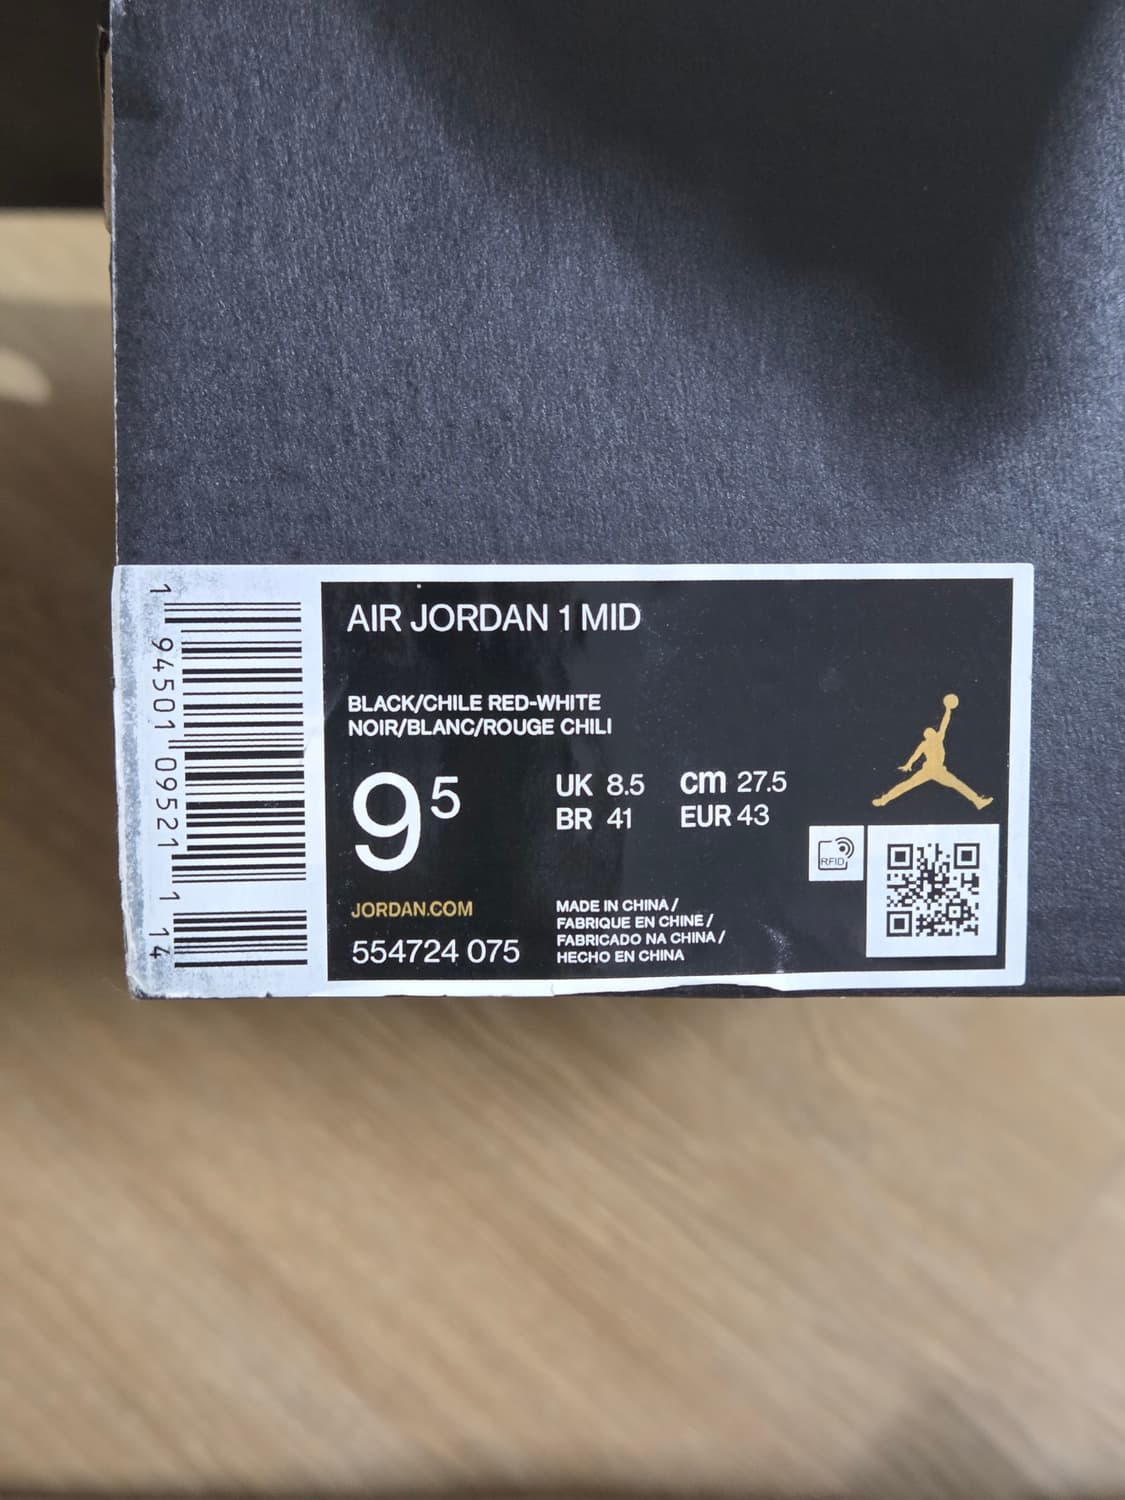 1 94501 09521 1 14
AIR JORDAN 1 MID
BLACK/CHILE RED-WHITE
NOIR/BLANC/ROUGE CHILI
9 5
UK 8.5 cm 27.5
BR 41 EUR 43
RFID
JORDAN.COM
554724 075
MADE IN CHINA /
FABRIQUE EN CHINE /
FABRICADO NA CHINA /
HECHO EN CHINA